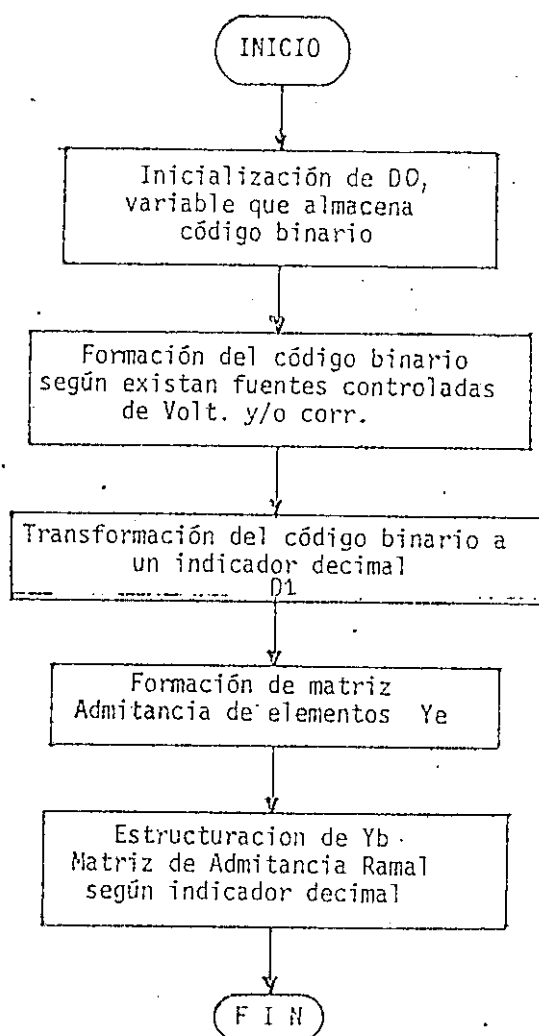 INICIO
Inicialización de DO,
variable que almacena
código binario
Formación del código binario
según existan fuentes controladas
de Volt. y/o corr.
Transformación del código binario a
un indicador decimal
D1
Formación de matriz
Admitancia de elementos Ye
Estructuracion de Yb
Matriz de Admitancia Ramal
según indicador decimal
F I N